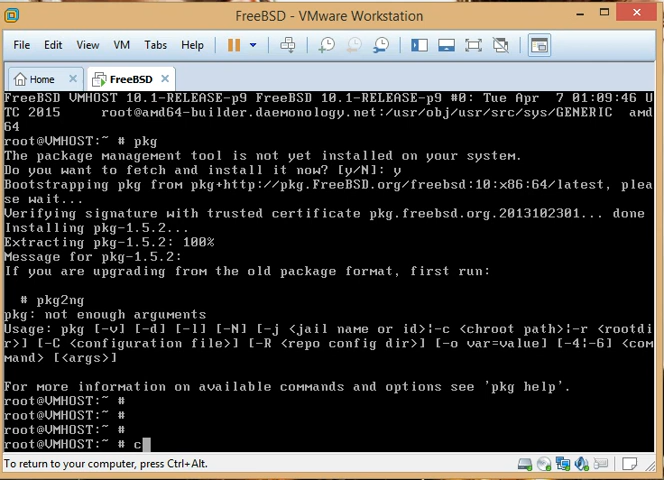 FreeBSD - VMware Workstation
File Edit View VM Tabs Help
Home FreeBSD
FreeBSD VMHOST 10.1-RELEASE-p9 FreeBSD 10.1-RELEASE-p9 #0: Tue Apr  7 01:09:46 U
TC 2015     root@amd64-builder.daemonology.net:/usr/obj/usr/src/sys/GENERIC  amd
64
root@VMHOST:~ # pkg
The package management tool is not yet installed on your system.
Do you want to fetch and install it now? [y/N]: y
Bootstrapping pkg from pkg+http://pkg.FreeBSD.org/freebsd:10:x86:64/latest, plea
se wait...
Verifying signature with trusted certificate pkg.freebsd.org.2013102301... done
Installing pkg-1.5.2...
Extracting pkg-1.5.2: 100%
Message for pkg-1.5.2:
If you are upgrading from the old package format, first run:
# pkg2ng
pkg: not enough arguments
Usage: pkg [-v] [-d] [-l] [-N] [-j <jail name or id>|-c <chroot path>|-r <rootdi
r>] [-C <configuration file>] [-R <repo config dir>] [-o var=value] [-4|-6] <com
mand> [<args>]
For more information on available commands and options see 'pkg help'.
root@VMHOST:~ #
root@VMHOST:~ #
root@VMHOST:~ #
root@VMHOST:~ # c
To return to your computer, press Ctrl+Alt.